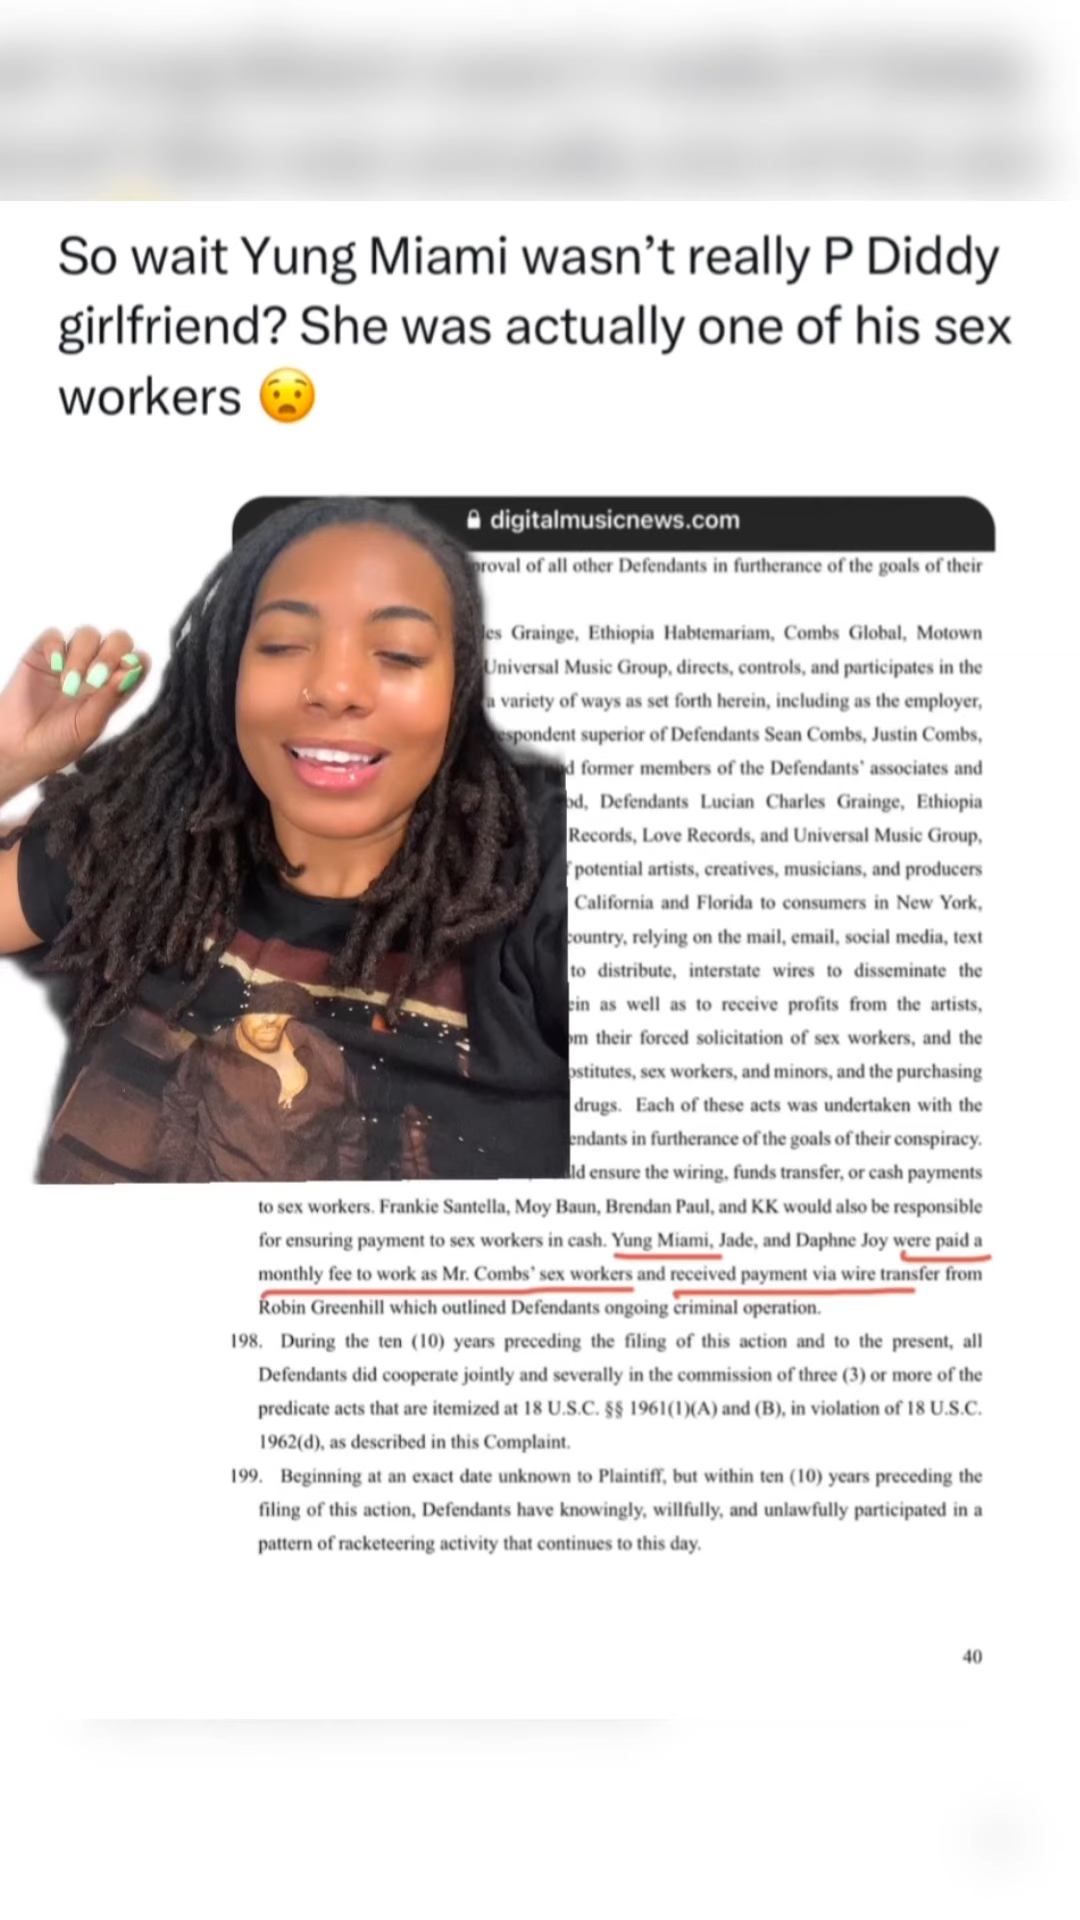 So wait Yung Miami wasn't really P Diddy
girlfriend? She was actually one of his sex
workers 😧
digitalmusicnews.com
of all other Defendants in furtherance of the goals of their
Grainge, Ethiopia Habtemariam, Combs Global, Motown
Universal Music Group, directs, controls, and participates in the
a variety of ways as set forth herein, including as the employer,
superior of Defendants Sean Combs, Justin Combs,
former members of the Defendants' associates and
Defendants Lucian Charles Grainge, Ethiopia
Records, Love Records, and Universal Music Group,
potential artists, creatives, musicians, and producers
California and Florida to consumers in New York,
country, relying on the mail, email, social media, text
to distribute, interstate wires to disseminate the
as well as to receive profits from the artists,
their forced solicitation of sex workers, and the
sex workers, and minors, and the purchasing
drugs. Each of these acts was undertaken with the
in furtherance of the goals of their conspiracy.
ensure the wiring, funds transfer, or cash payments
to sex workers. Frankie Santella, Moy Baun, Brendan Paul, and KK would also be responsible
for ensuring payment to sex workers in cash. Yung Miami, Jade, and Daphne Joy were paid a
monthly fee to work as Mr. Combs' sex workers and received payment via wire transfer from
Robin Greenhill which outlined Defendants ongoing criminal operation.
198. During the ten (10) years preceding the filing of this action and to the present, all
Defendants did cooperate jointly and severally in the commission of three (3) or more of the
predicate acts that are itemized at 18 U.S.C. §§ 1961(1)(A) and (B), in violation of 18 U.S.C.
1962(d), as described in this Complaint.
199. Beginning at an exact date unknown to Plaintiff, but within ten (10) years preceding the
filing of this action, Defendants have knowingly, willfully, and unlawfully participated in a
pattern of racketeering activity that continues to this day.
40